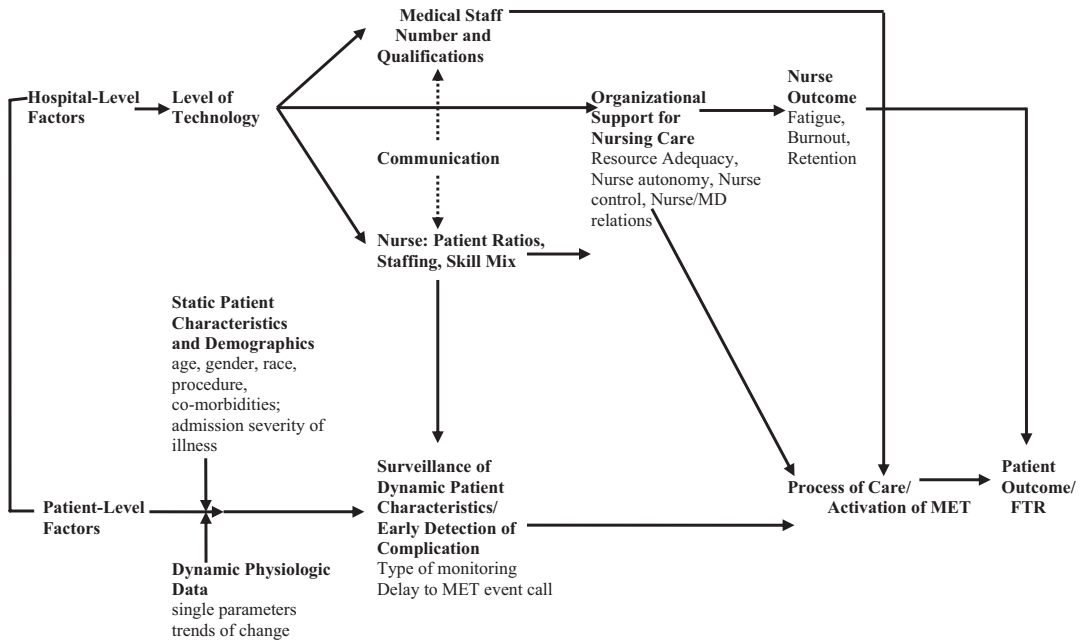 Medical Staff
Number and
Qualifications
Hospital-Level
Factors
Level of
Technology
Organizational
Support for
Nursing Care
Resource Adequacy,
Nurse autonomy, Nurse
control, Nurse/MD
relations
Nurse
Outcome
Fatigue,
Burnout,
Retention
Communication
Nurse: Patient Ratios,
Staffing, Skill Mix
Static Patient
Characteristics
and Demographics
age, gender, race,
procedure,
co-morbidities;
admission severity of
illness
Patient-Level
Factors
Surveillance of
Dynamic Patient
Characteristics/
Early Detection of
Complication
Type of monitoring
Delay to MET event call
Process of Care/
Activation of MET
Patient
Outcome/
FTR
Dynamic Physiologic
Data
single parameters
trends of change